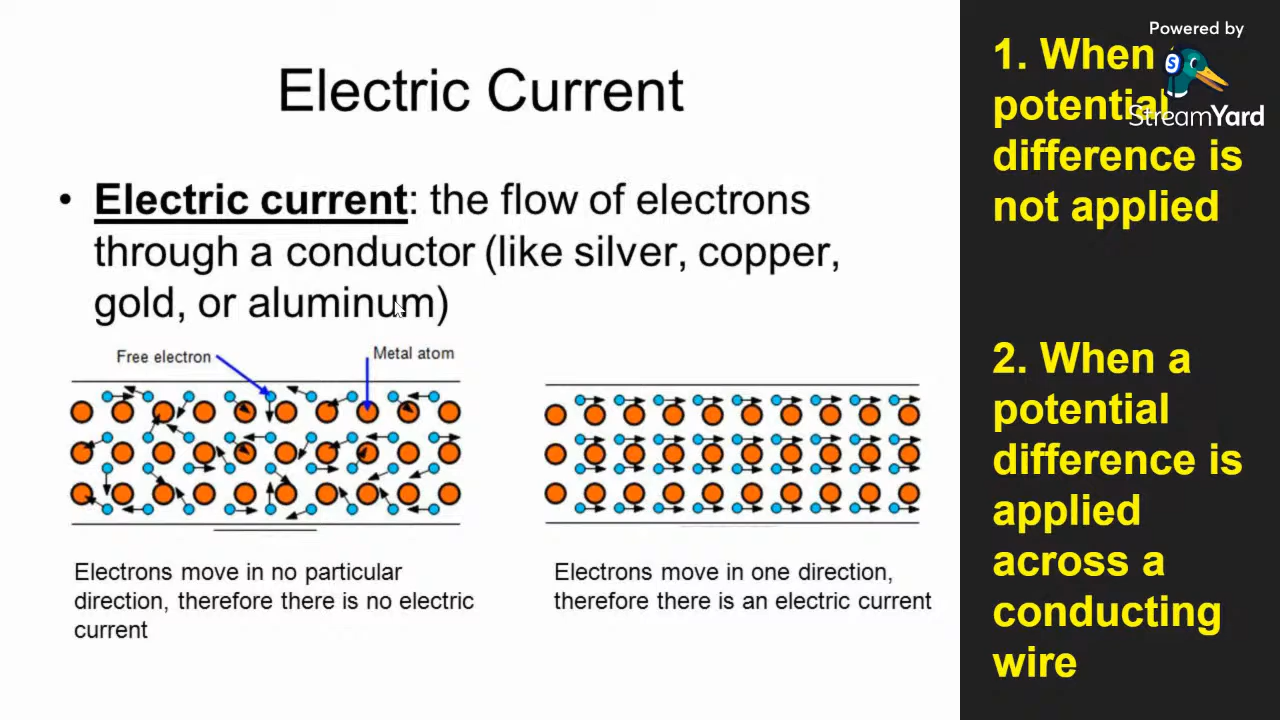 Electric Current
• Electric current: the flow of electrons
through a conductor (like silver, copper,
gold, or aluminum)
Free electron
Metal atom
Electrons move in no particular
direction, therefore there is no electric
current
Electrons move in one direction,
therefore there is an electric current
Powered by
StreamYard
1. When
potential
difference is
not applied
2. When a
potential
difference is
applied
across a
conducting
wire